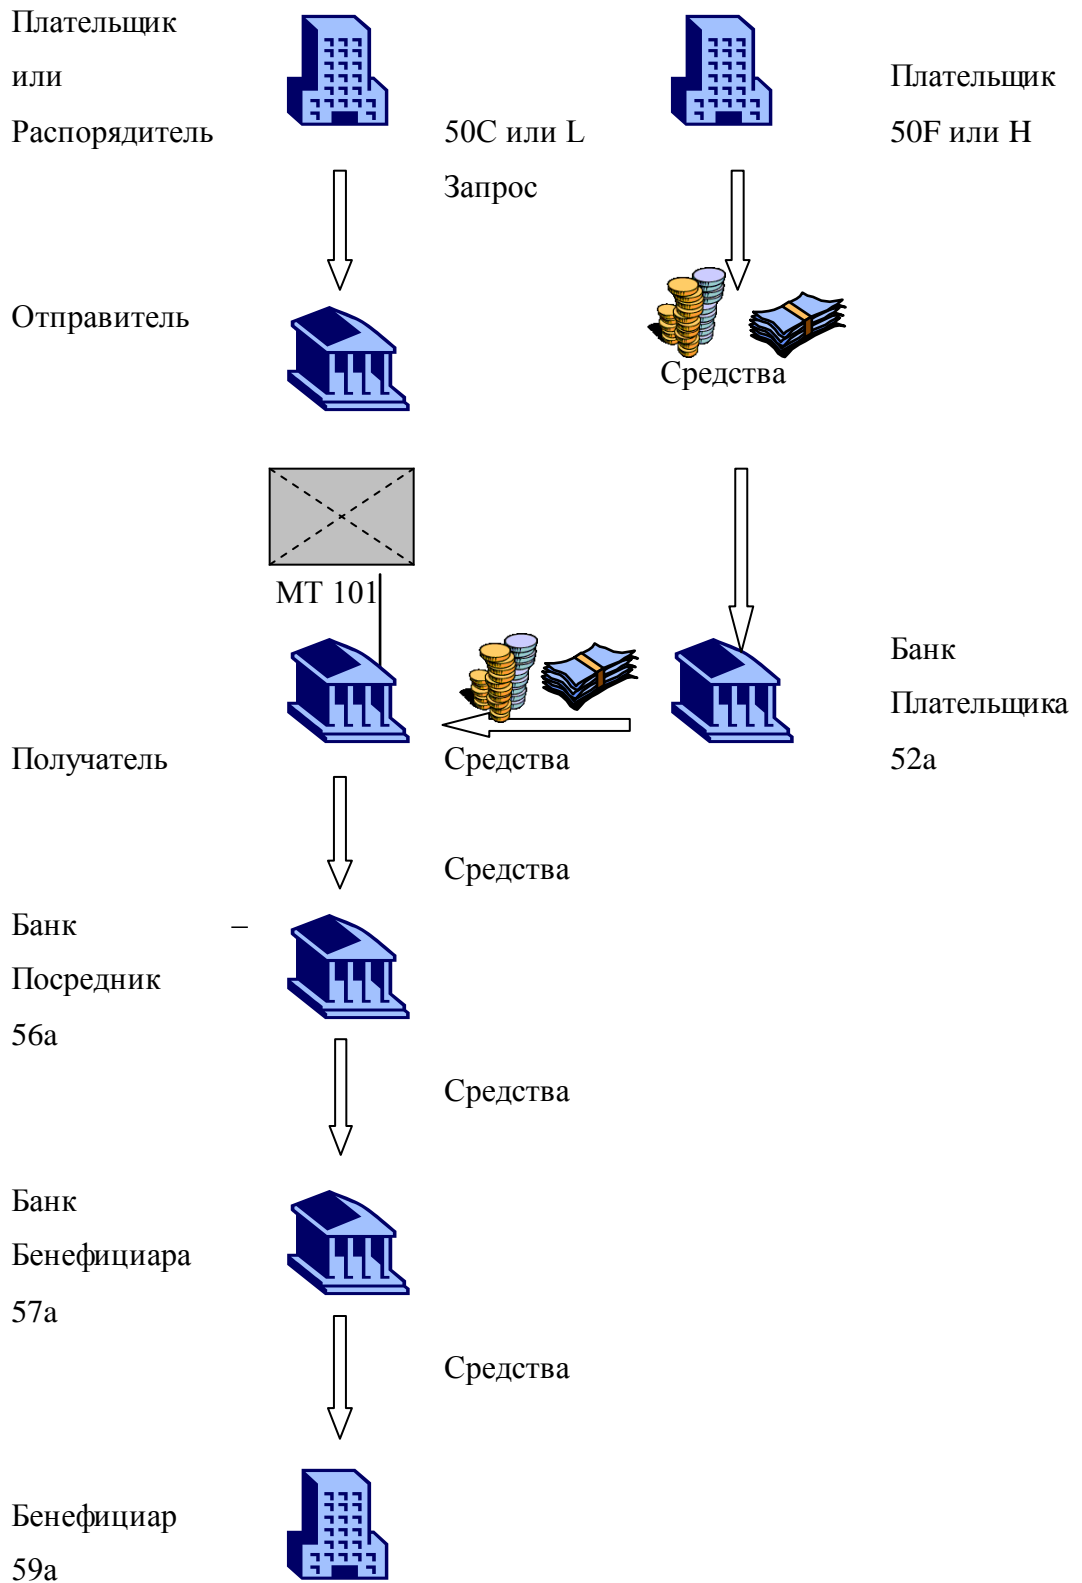 Плательщик
или
Распорядитель
50C или L
Запрос
Плательщик
50F или H
Отправитель
Средства
МТ 101
Банк
Плательщика
52a
Получатель
Средства
Средства
Банк –
Посредник
56a
Средства
Банк
Бенефициара
57a
Средства
Бенефициар
59a